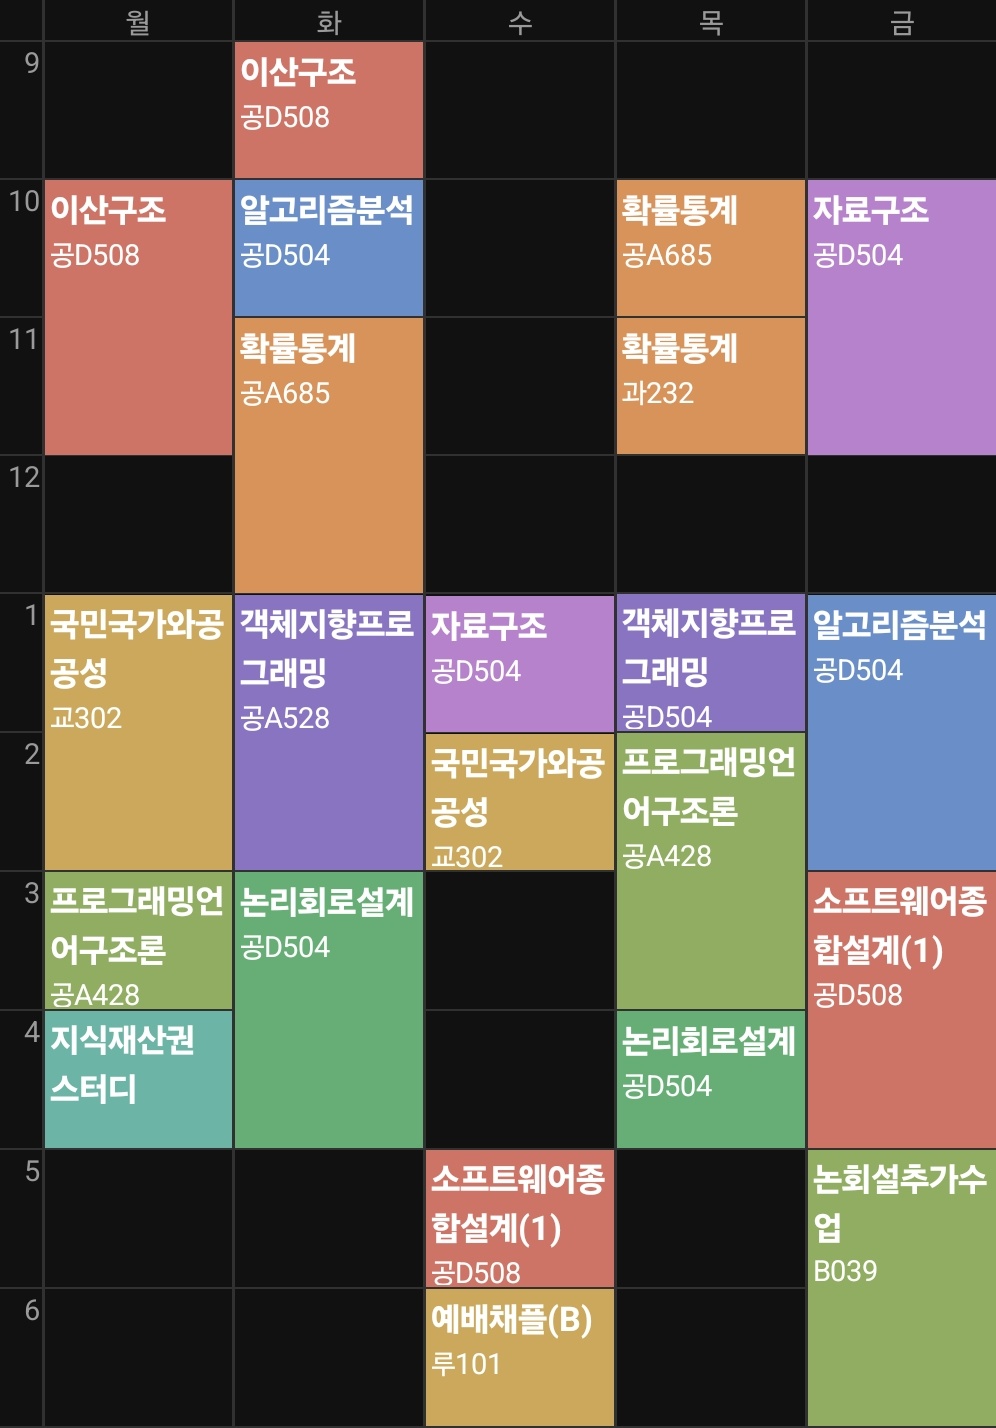 월 화 수 목 금
9
이산구조
공D508
10
이산구조
공D508
알고리즘분석
공D504
확률통계
공A685
자료구조
공D504
11
확률통계
공A685
확률통계
과232
12
1
국민국가와공
공성
교302
객체지향프로
그래밍
공A528
자료구조
공D504
객체지향프로
그래밍
공D504
알고리즘분석
공D504
2
국민국가와공
공성
교302
프로그래밍언
어구조론
공A428
3
프로그래밍언
어구조론
공A428
논리회로설계
공D504
소프트웨어종
합설계(1)
공D508
4
지식재산권
스터디
논리회로설계
공D504
5
소프트웨어종
합설계(1)
공D508
논회설추가수
업
B039
6
예배채플(B)
루101